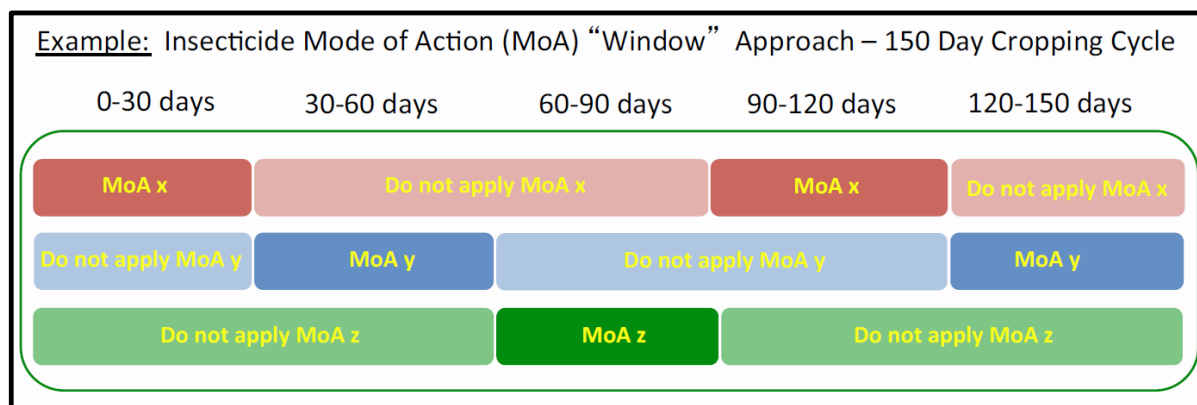 Example: Insecticide Mode of Action (MoA) “Window” Approach – 150 Day Cropping Cycle
0-30 days 30-60 days 60-90 days 90-120 days 120-150 days
MoA x Do not apply MoA x MoA x Do not apply MoA x
Do not apply MoA y MoA y Do not apply MoA y MoA y
Do not apply MoA z MoA z Do not apply MoA z